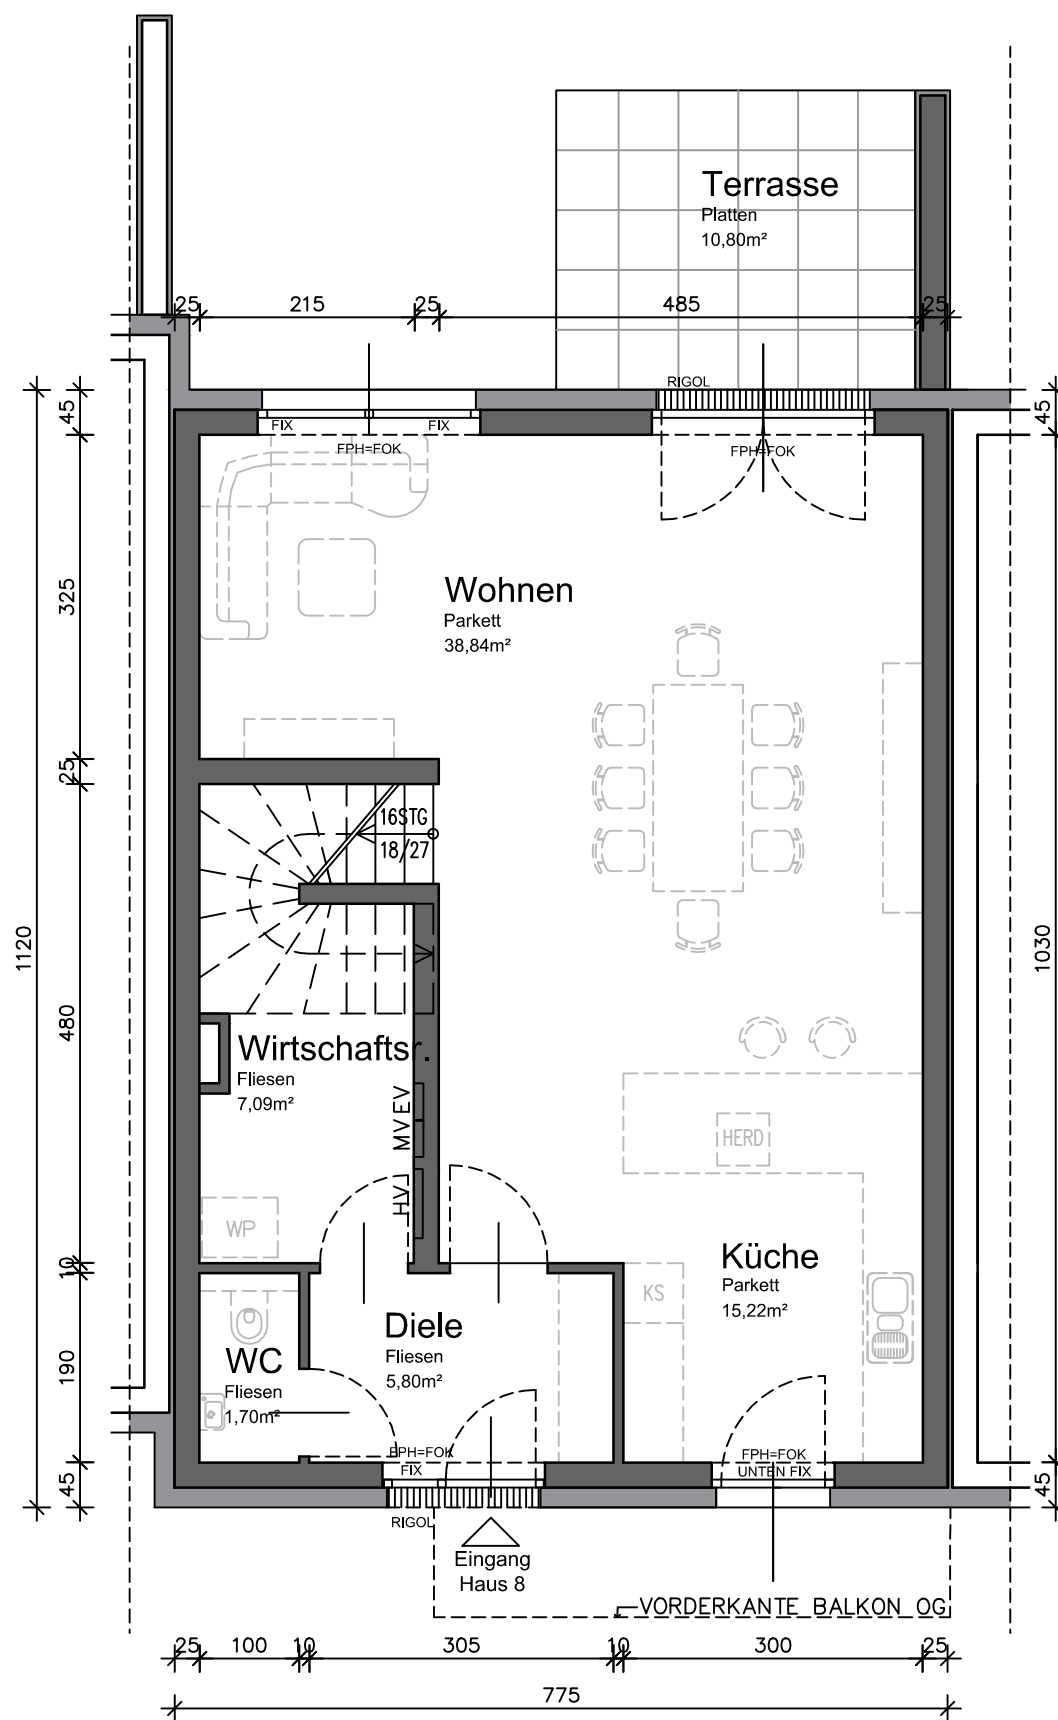 Terrasse
Platten
10,80m²
25
215
25
485
25
RIGOL
45
45
FIX
FIX
FPH=FOK
FPH=FOK
325
Wohnen
Parkett
38,84m²
25
16STG
18/27
1120
1030
480
Wirtschaftsr.
Fliesen
7,09m²
EV
MV
HV
HERD
WP
10
Küche
Parkett
15,22m²
KS
Diele
Fliesen
5,80m²
WC
Fliesen
1,70m²
190
FPH=FOK
FIX
FPH=FOK
UNTEN FIX
45
45
RIGOL
Eingang
Haus 8
VORDERKANTE BALKON OG
25
100
10
305
10
300
25
775